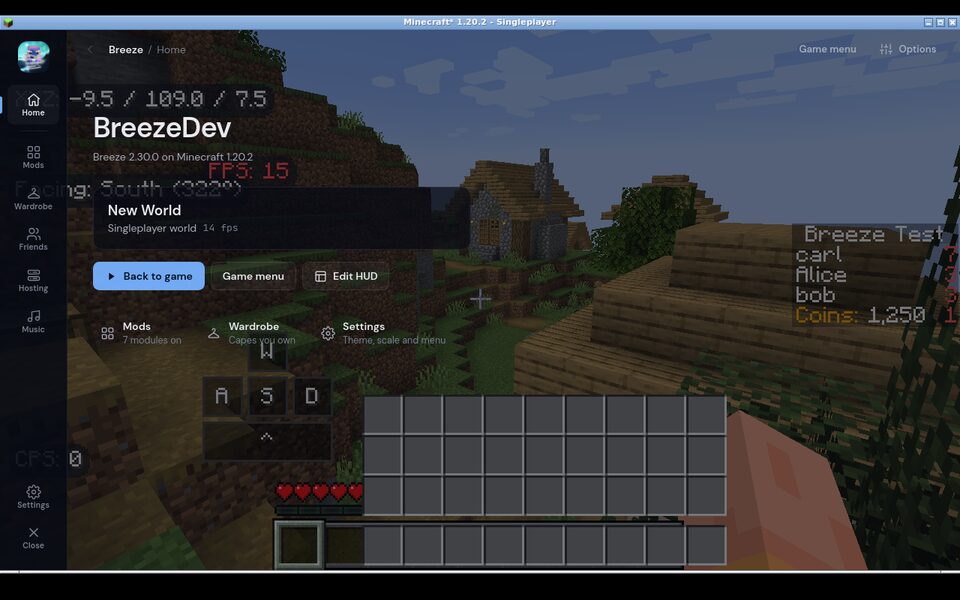 Minecraft* 1.20.2 - Singleplayer
Breeze / Home
Game menu
Options
Home
-9.5 / 109.0 / 7.5
BreezeDev
Breeze 2.30.0 on Minecraft 1.20.2
FPS: 15
Mods
Facing: South (322°)
Wardrobe
New World
Singleplayer world 14 fps
Friends
Breeze Test
carl
Alice
bob
Coins: 1,250
Hosting
Back to game
Game menu
Edit HUD
Music
Mods
7 modules on
Wardrobe
Capes you own
Settings
Theme, scale and menu
W
A S D
^
CPS: 0
Settings
Close